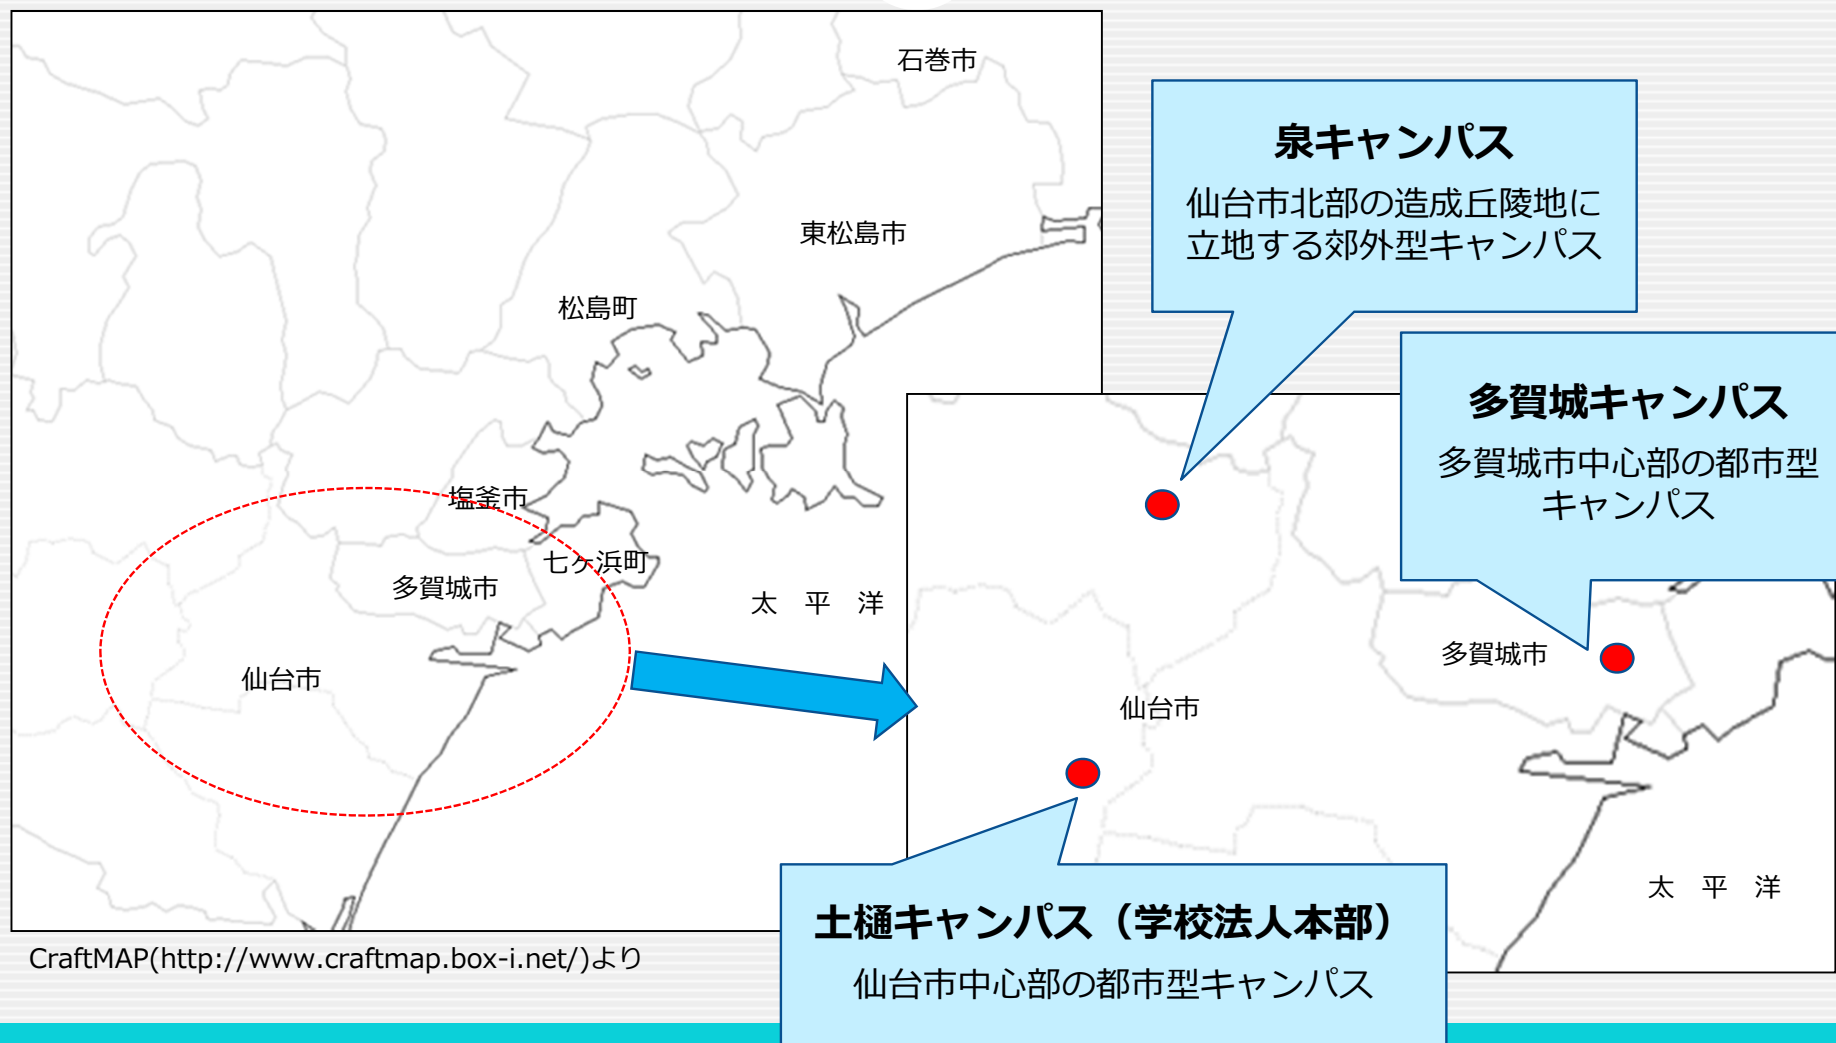 石巻市
東松島市
松島町
塩釜市
七ヶ浜町
多賀城市
太 平 洋
仙台市
泉キャンパス
仙台市北部の造成丘陵地に
立地する郊外型キャンパス
多賀城キャンパス
多賀城市中心部の都市型
キャンパス
多賀城市
仙台市
太 平 洋
土樋キャンパス（学校法人本部）
仙台市中心部の都市型キャンパス
CraftMAP(http://www.craftmap.box-i.net/)より